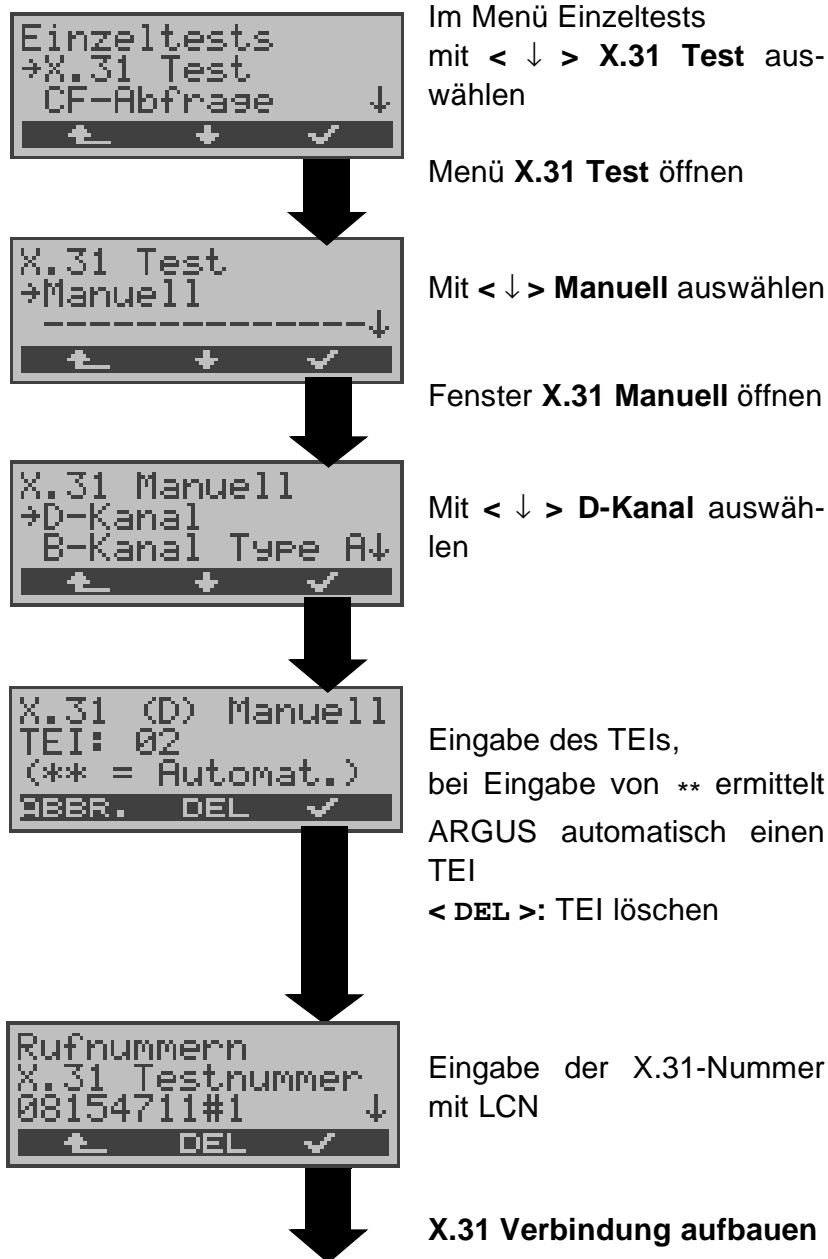 Einzeltests
→X.31 Test
CF-Abfrage ↓
Im Menü Einzeltests
mit < ↓ > X.31 Test aus-
wählen
Menü X.31 Test öffnen
X.31 Test
→Manuell
---------------↓
Mit < ↓ > Manuell auswählen
Fenster X.31 Manuell öffnen
X.31 Manuell
→D-Kanal
B-Kanal Type A↓
Mit < ↓ > D-Kanal auswäh-
len
X.31 (D) Manuell
TEI: 02
(** = Automat.)
ABBR. DEL ✓
Eingabe des TEIs,
bei Eingabe von ** ermittelt
ARGUS automatisch einen
TEI
< DEL >: TEI löschen
Rufnummern
X.31 Testnummer
08154711#1 ↓
DEL ✓
Eingabe der X.31-Nummer
mit LCN
X.31 Verbindung aufbauen